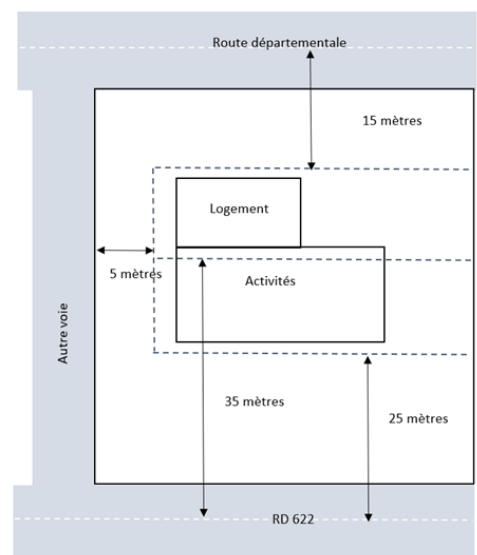 Route départementale
15 mètres
Logement
5 mètres
Activités
Autre voie
35 mètres
25 mètres
RD 622